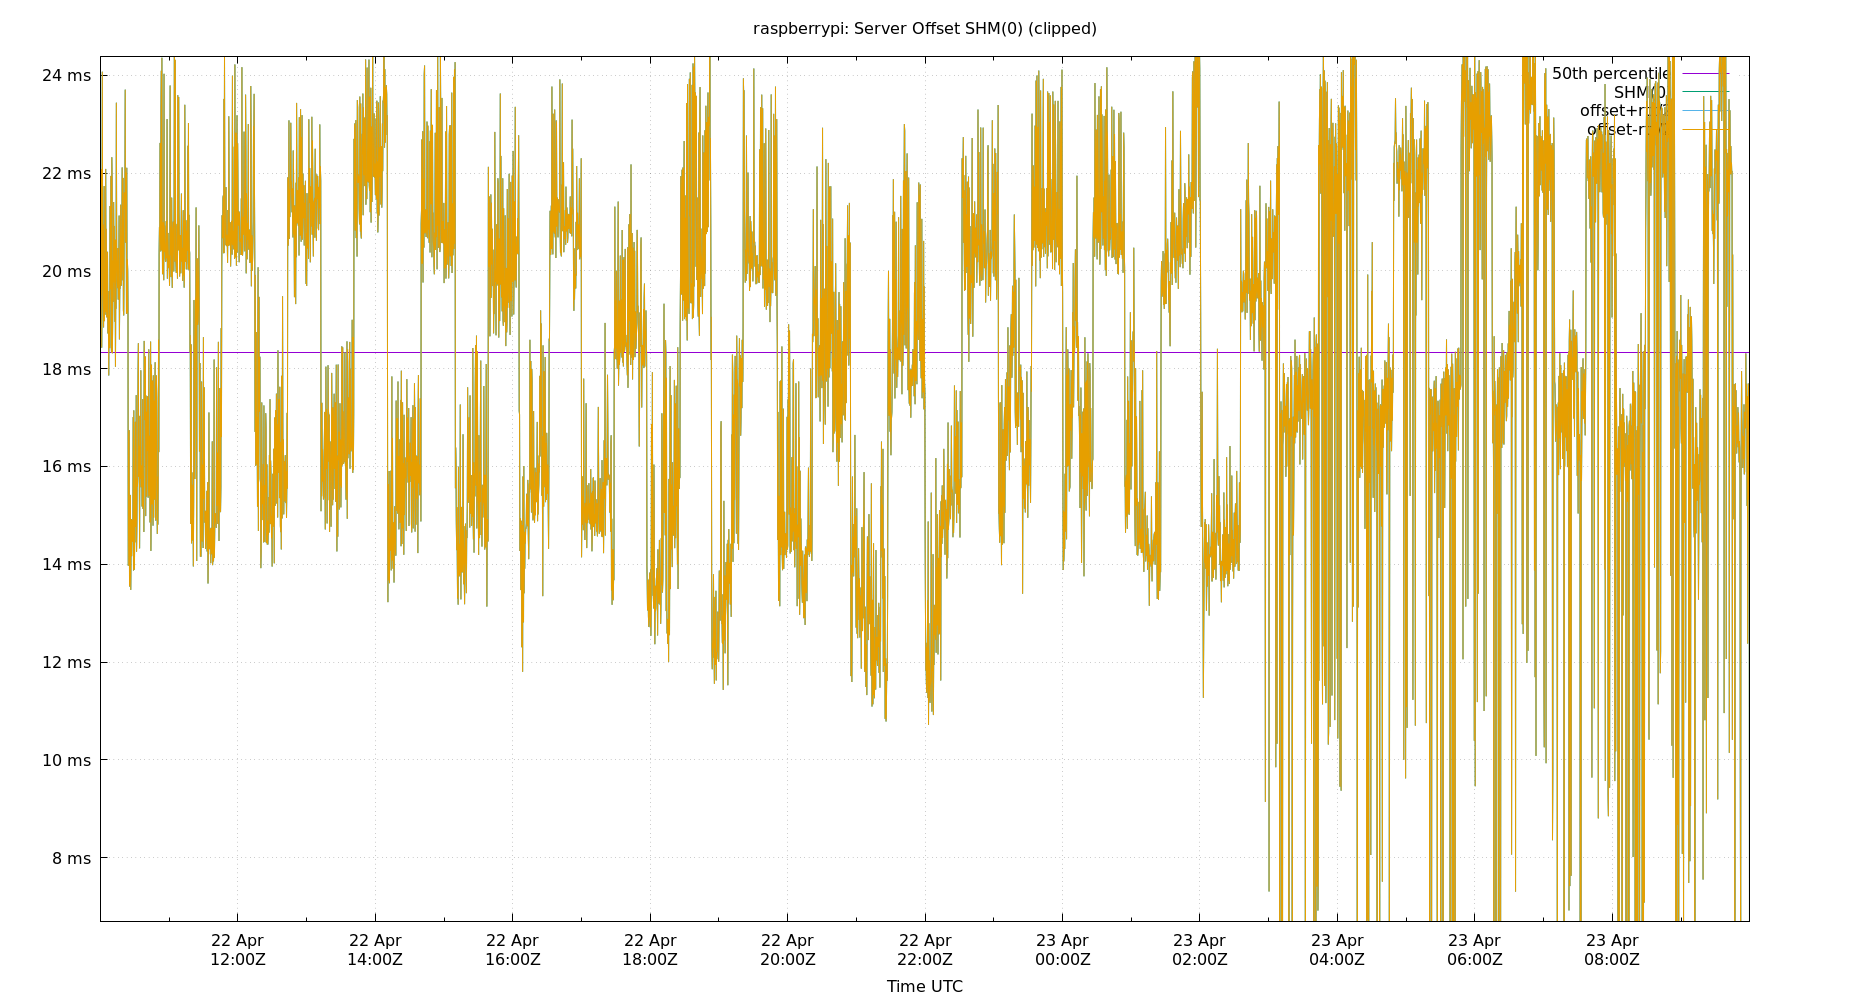 raspberrypi: Server Offset SHM(0) (clipped)
24 ms
22 ms
20 ms
18 ms
16 ms
14 ms
12 ms
10 ms
8 ms
50th percentile
SHM(0)
22 Apr
12:00Z
22 Apr
14:00Z
22 Apr
16:00Z
22 Apr
18:00Z
22 Apr
20:00Z
22 Apr
22:00Z
23 Apr
00:00Z
23 Apr
02:00Z
23 Apr
04:00Z
23 Apr
06:00Z
23 Apr
08:00Z
Time UTC